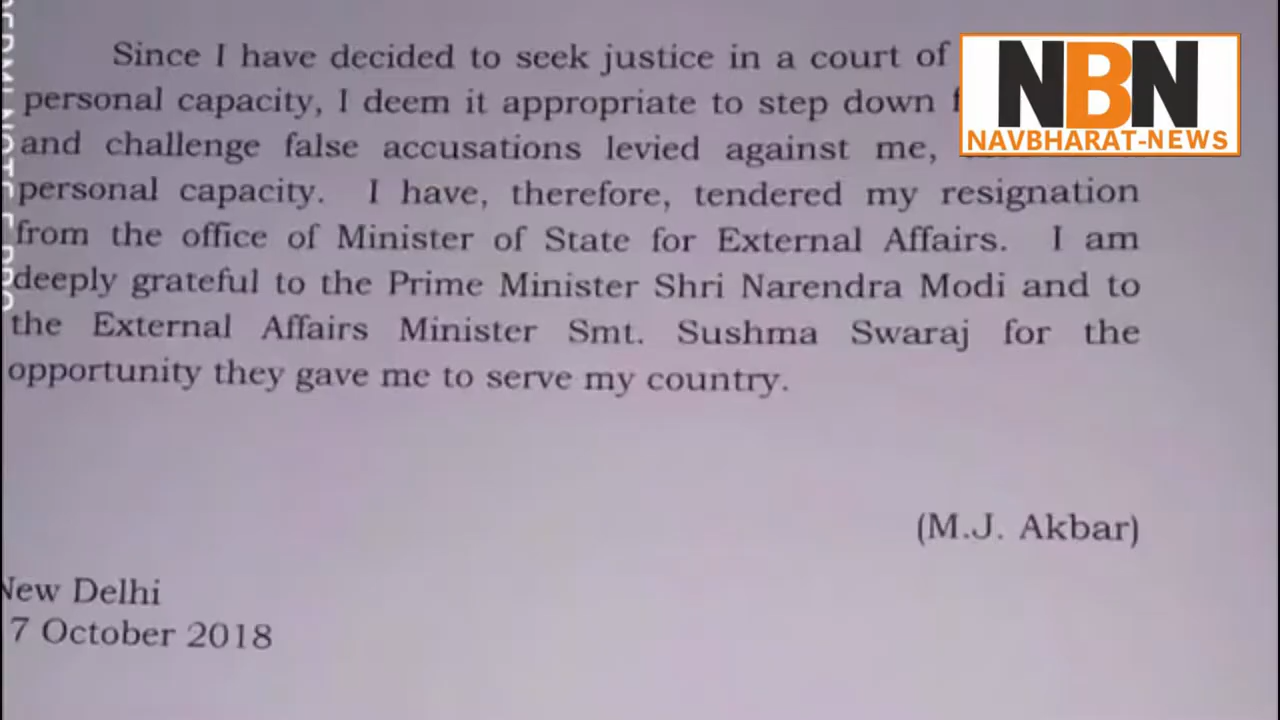 Since I have decided to seek justice in a court of
personal capacity, I deem it appropriate to step down
and challenge false accusations levied against me,
personal capacity. I have, therefore, tendered my resignation
from the office of Minister of State for External Affairs. I am
deeply grateful to the Prime Minister Shri Narendra Modi and to
the External Affairs Minister Smt. Sushma Swaraj for the
opportunity they gave me to serve my country.
(M.J. Akbar)
New Delhi
7 October 2018
NBN
NAVBHARAT-NEWS